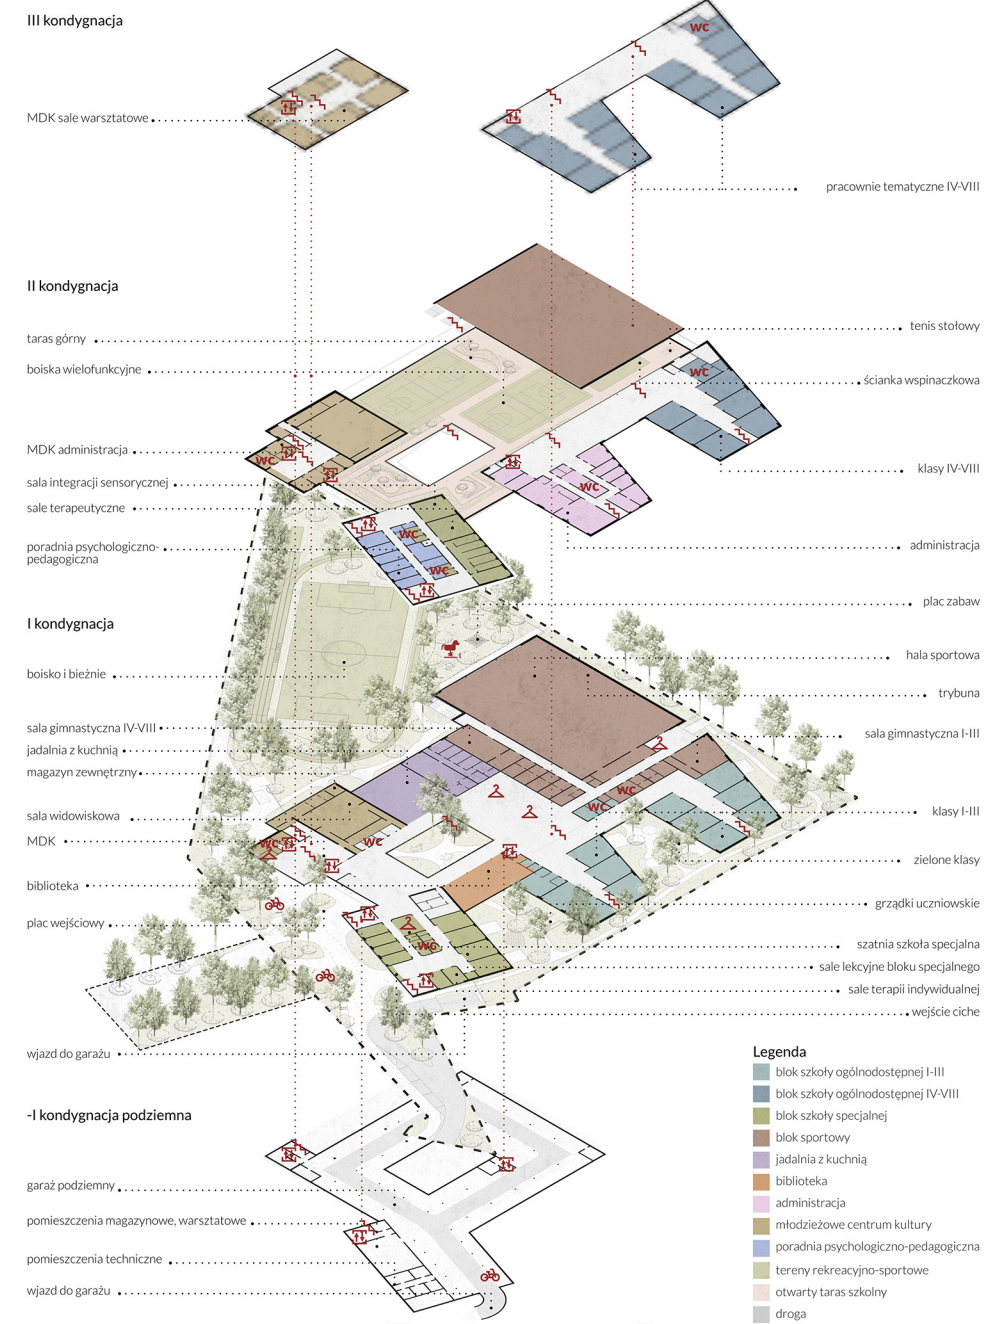 III kondygnacja
wc
MDK sale warsztatowe
pracownie tematyczne IV-VIII
II kondygnacja
taras górny
tenis stołowy
boiska wielofunkcyjne
wc
ścianka wspinaczkowa
MDK administracja
wc
klasy IV-VIII
sala integracji sensorycznej
wc
sale terapeutyczne
wc
poradnia psychologiczno-
pedagogiczna
administracja
wc
plac zabaw
I kondygnacja
hala sportowa
boisko i bieżnie
trybuna
sala gimnastyczna IV-VIII
sala gimnastyczna I-III
jadalnia z kuchnią
magazyn zewnętrzny
wc
wc
sala widowiskowa
klasy I-III
MDK
wc
wc
zielone klasy
biblioteka
grządki uczniowskie
plac wejściowy
wc
szatnia szkoła specjalna
sale lekcyjne bloku specjalnego
sale terapii indywidualnej
wejście ciche
wjazd do garażu
-I kondygnacja podziemna
garaż podziemny
pomieszczenia magazynowe, warsztatowe
pomieszczenia techniczne
wjazd do garażu
Legenda
blok szkoły ogólnodostępnej I-III
blok szkoły ogólnodostępnej IV-VIII
blok szkoły specjalnej
blok sportowy
jadalnia z kuchnią
biblioteka
administracja
młodzieżowe centrum kultury
poradnia psychologiczno-pedagogiczna
tereny rekreacyjno-sportowe
otwarty taras szkolny
droga